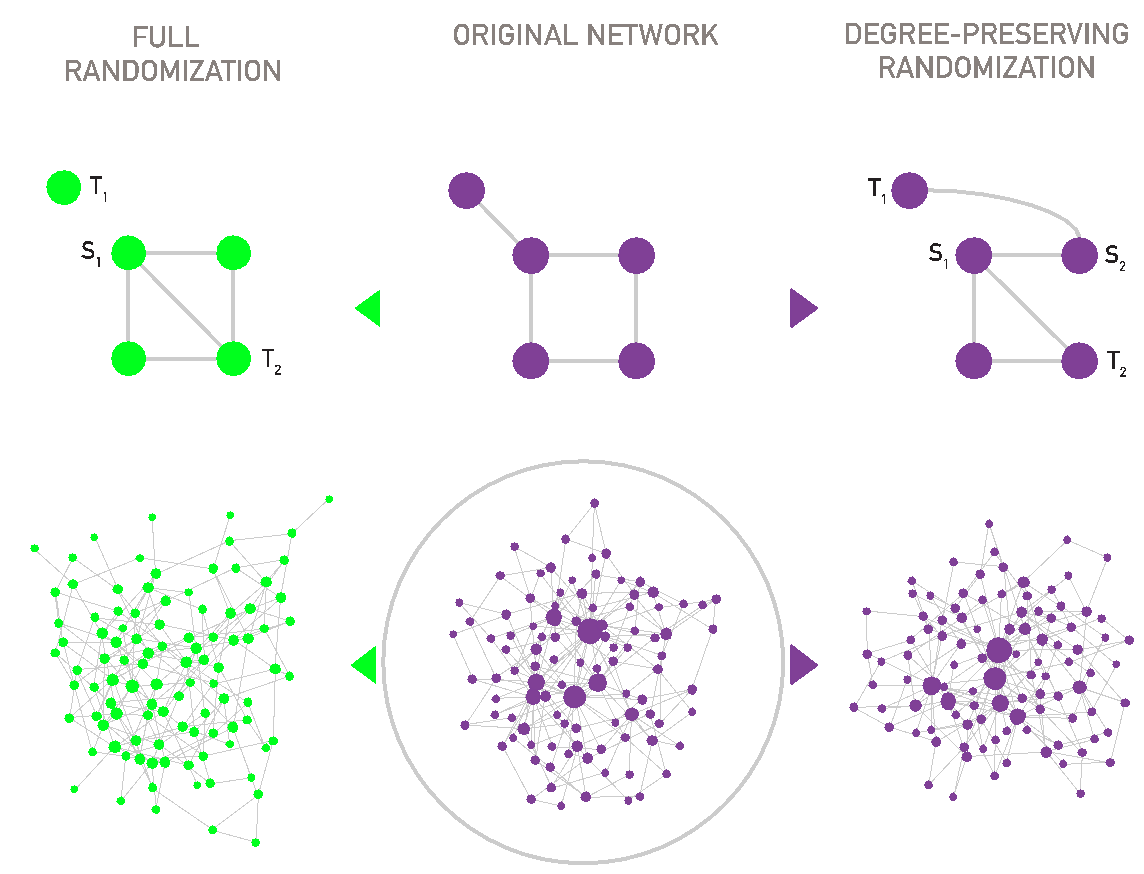 FULL
RANDOMIZATION
ORIGINAL NETWORK
DEGREE-PRESERVING
RANDOMIZATION
T1
S1
T2
T1
S1
S2
T2